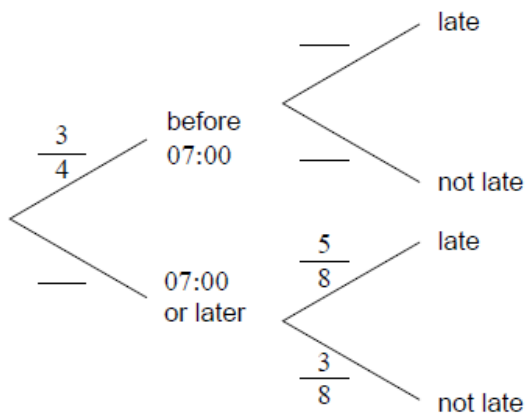 late
before
07:00
3
4
not late
late
07:00
or later
5
8
3
8
not late